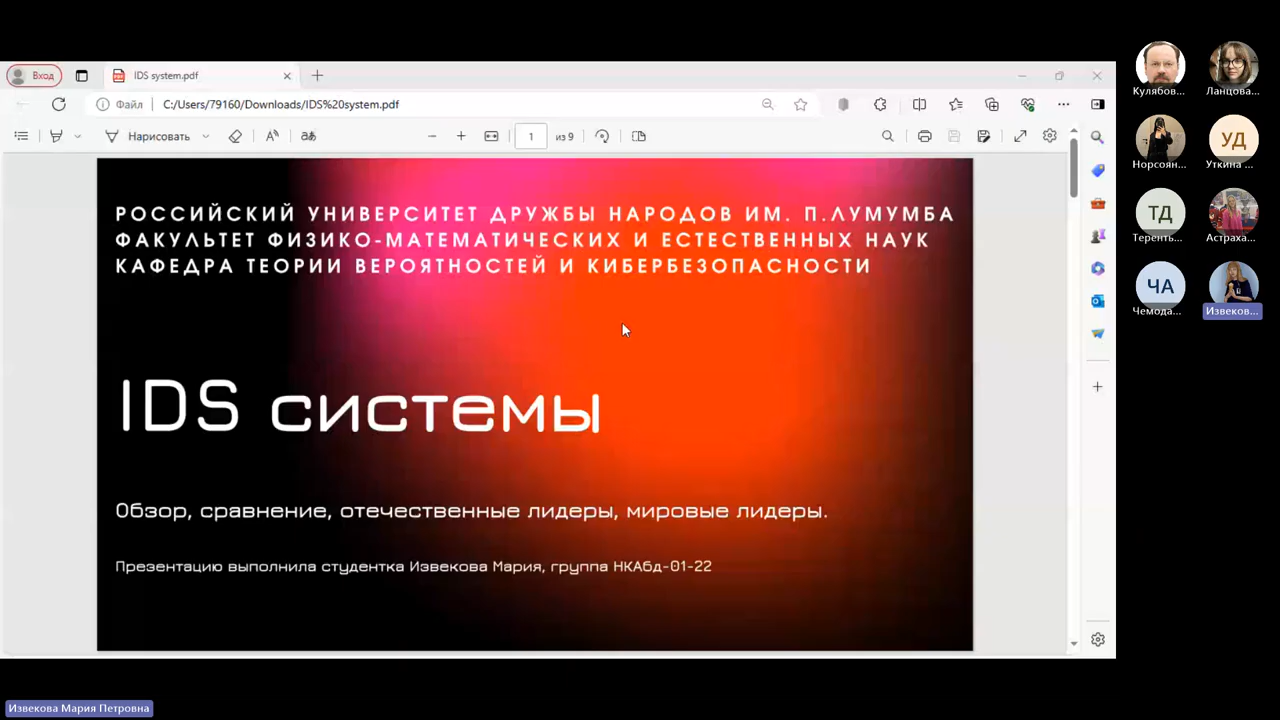 Вход
IDS system.pdf
Файл
C:/Users/79160/Downloads/IDS%20system.pdf
Нарисовать
1
из 9
РОССИЙСКИЙ УНИВЕРСИТЕТ ДРУЖБЫ НАРОДОВ ИМ. П.ЛУМУМБА
ФАКУЛЬТЕТ ФИЗИКО-МАТЕМАТИЧЕСКИХ И ЕСТЕСТВЕННЫХ НАУК
КАФЕДРА ТЕОРИИ ВЕРОЯТНОСТЕЙ И КИБЕРБЕЗОПАСНОСТИ
IDS системы
Обзор, сравнение, отечественные лидеры, мировые лидеры.
Презентацию выполнила студентка Извекова Мария, группа НКАбд-01-22
Кулябов...
Ланцова...
Норсоян...
УД
Уткина ...
ТД
Теренть...
Астраха...
ЧА
Чемода...
Извеков...
Извекова Мария Петровна